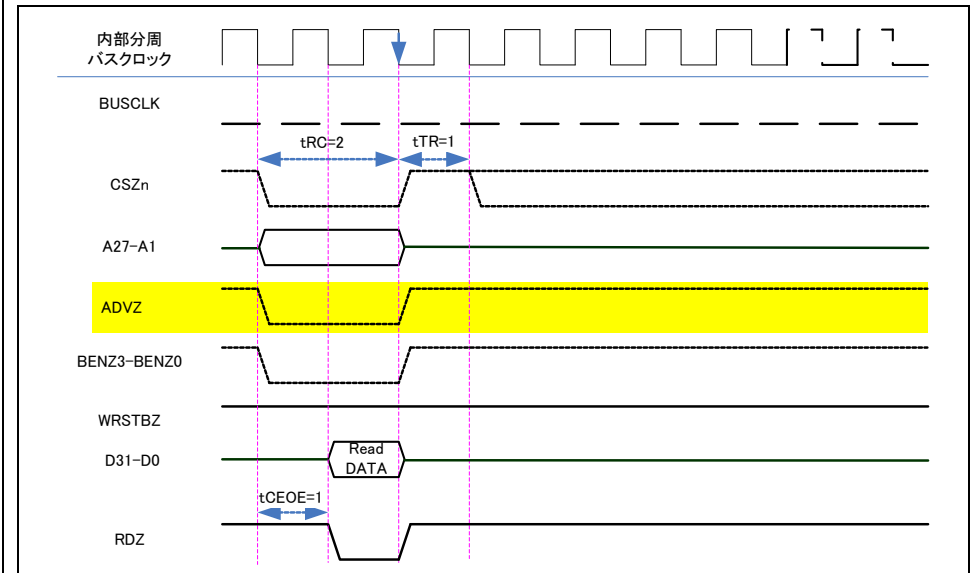 内部分周
バスクロック
BUSCLK
tRC=2
tTR=1
CSZn
A27-A1
ADVZ
BENZ3-BENZ0
WRSTBZ
D31-D0
Read
DATA
tCEOE=1
RDZ